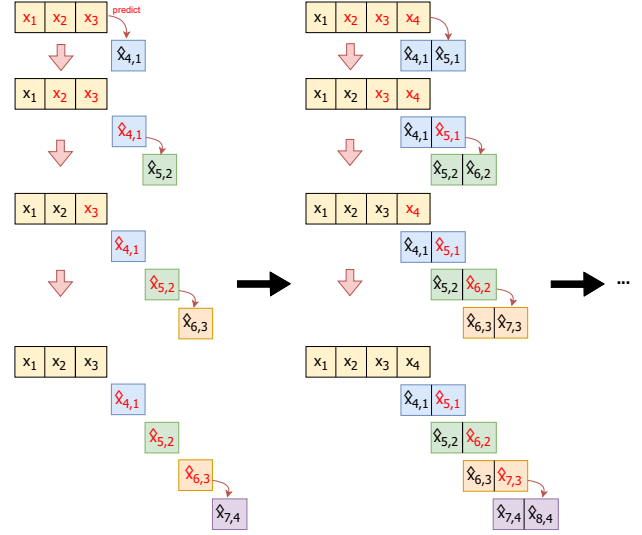 x₁ x₂ x₃ predict
x̂₄,₁
x₁ x₂ x₃
x̂₄,₁
x̂₅,₂
x₁ x₂ x₃
x̂₄,₁
x̂₅,₂
x̂₆,₃
x₁ x₂ x₃
x̂₄,₁
x̂₅,₂
x̂₆,₃
x̂₇,₄
x₁ x₂ x₃ x₄
x̂₄,₁ x̂₅,₁
x₁ x₂ x₃ x₄
x̂₄,₁ x̂₅,₁
x̂₅,₂ x̂₆,₂
x₁ x₂ x₃ x₄
x̂₄,₁ x̂₅,₁
x̂₅,₂ x̂₆,₂
x̂₆,₃ x̂₇,₃
x₁ x₂ x₃ x₄
x̂₄,₁ x̂₅,₁
x̂₅,₂ x̂₆,₂
x̂₆,₃ x̂₇,₃
x̂₇,₄ x̂₈,₄
...